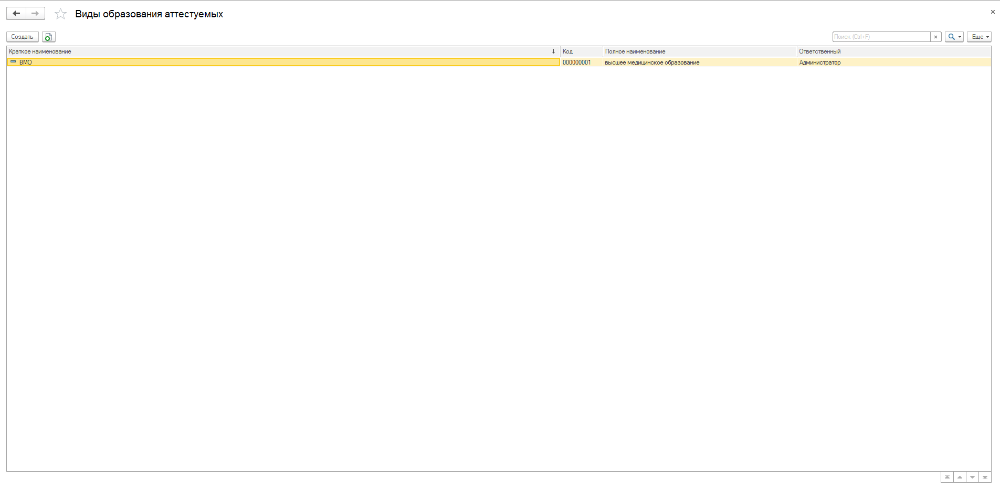 Виды образования аттестуемых
Создать
Поиск (Ctrl+F)
Еще
Краткое наименование
Код
Полное наименование
Ответственный
ВМО
000000001
высшее медицинское образование
Администратор